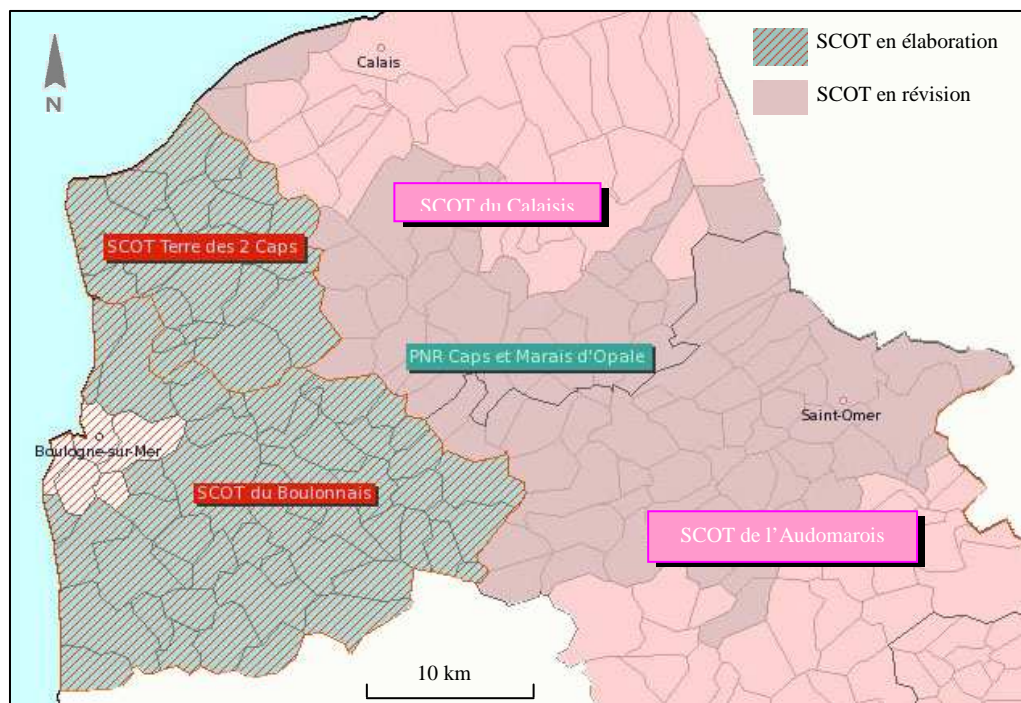 SCOT en élaboration
Calais
N
SCOT en révision
SCOT du Calaisis
SCOT Terre des 2 Caps
PNR Caps et Marais d'Opale
Saint-Omer
Boulogne-sur-Mer
SCOT du Boulonnais
SCOT de l'Audomarois
10 km